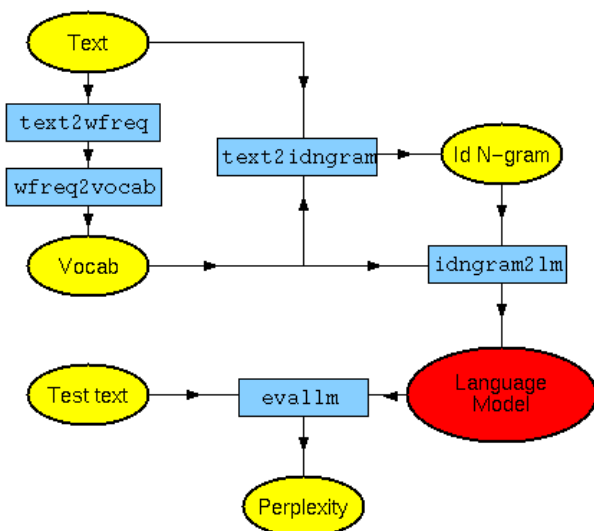 Text
text2wfreq
text2idngram
Id N-gram
wfreq2vocab
Vocab
idngram2lm
Test text
evallm
Language
Model
Perplexity